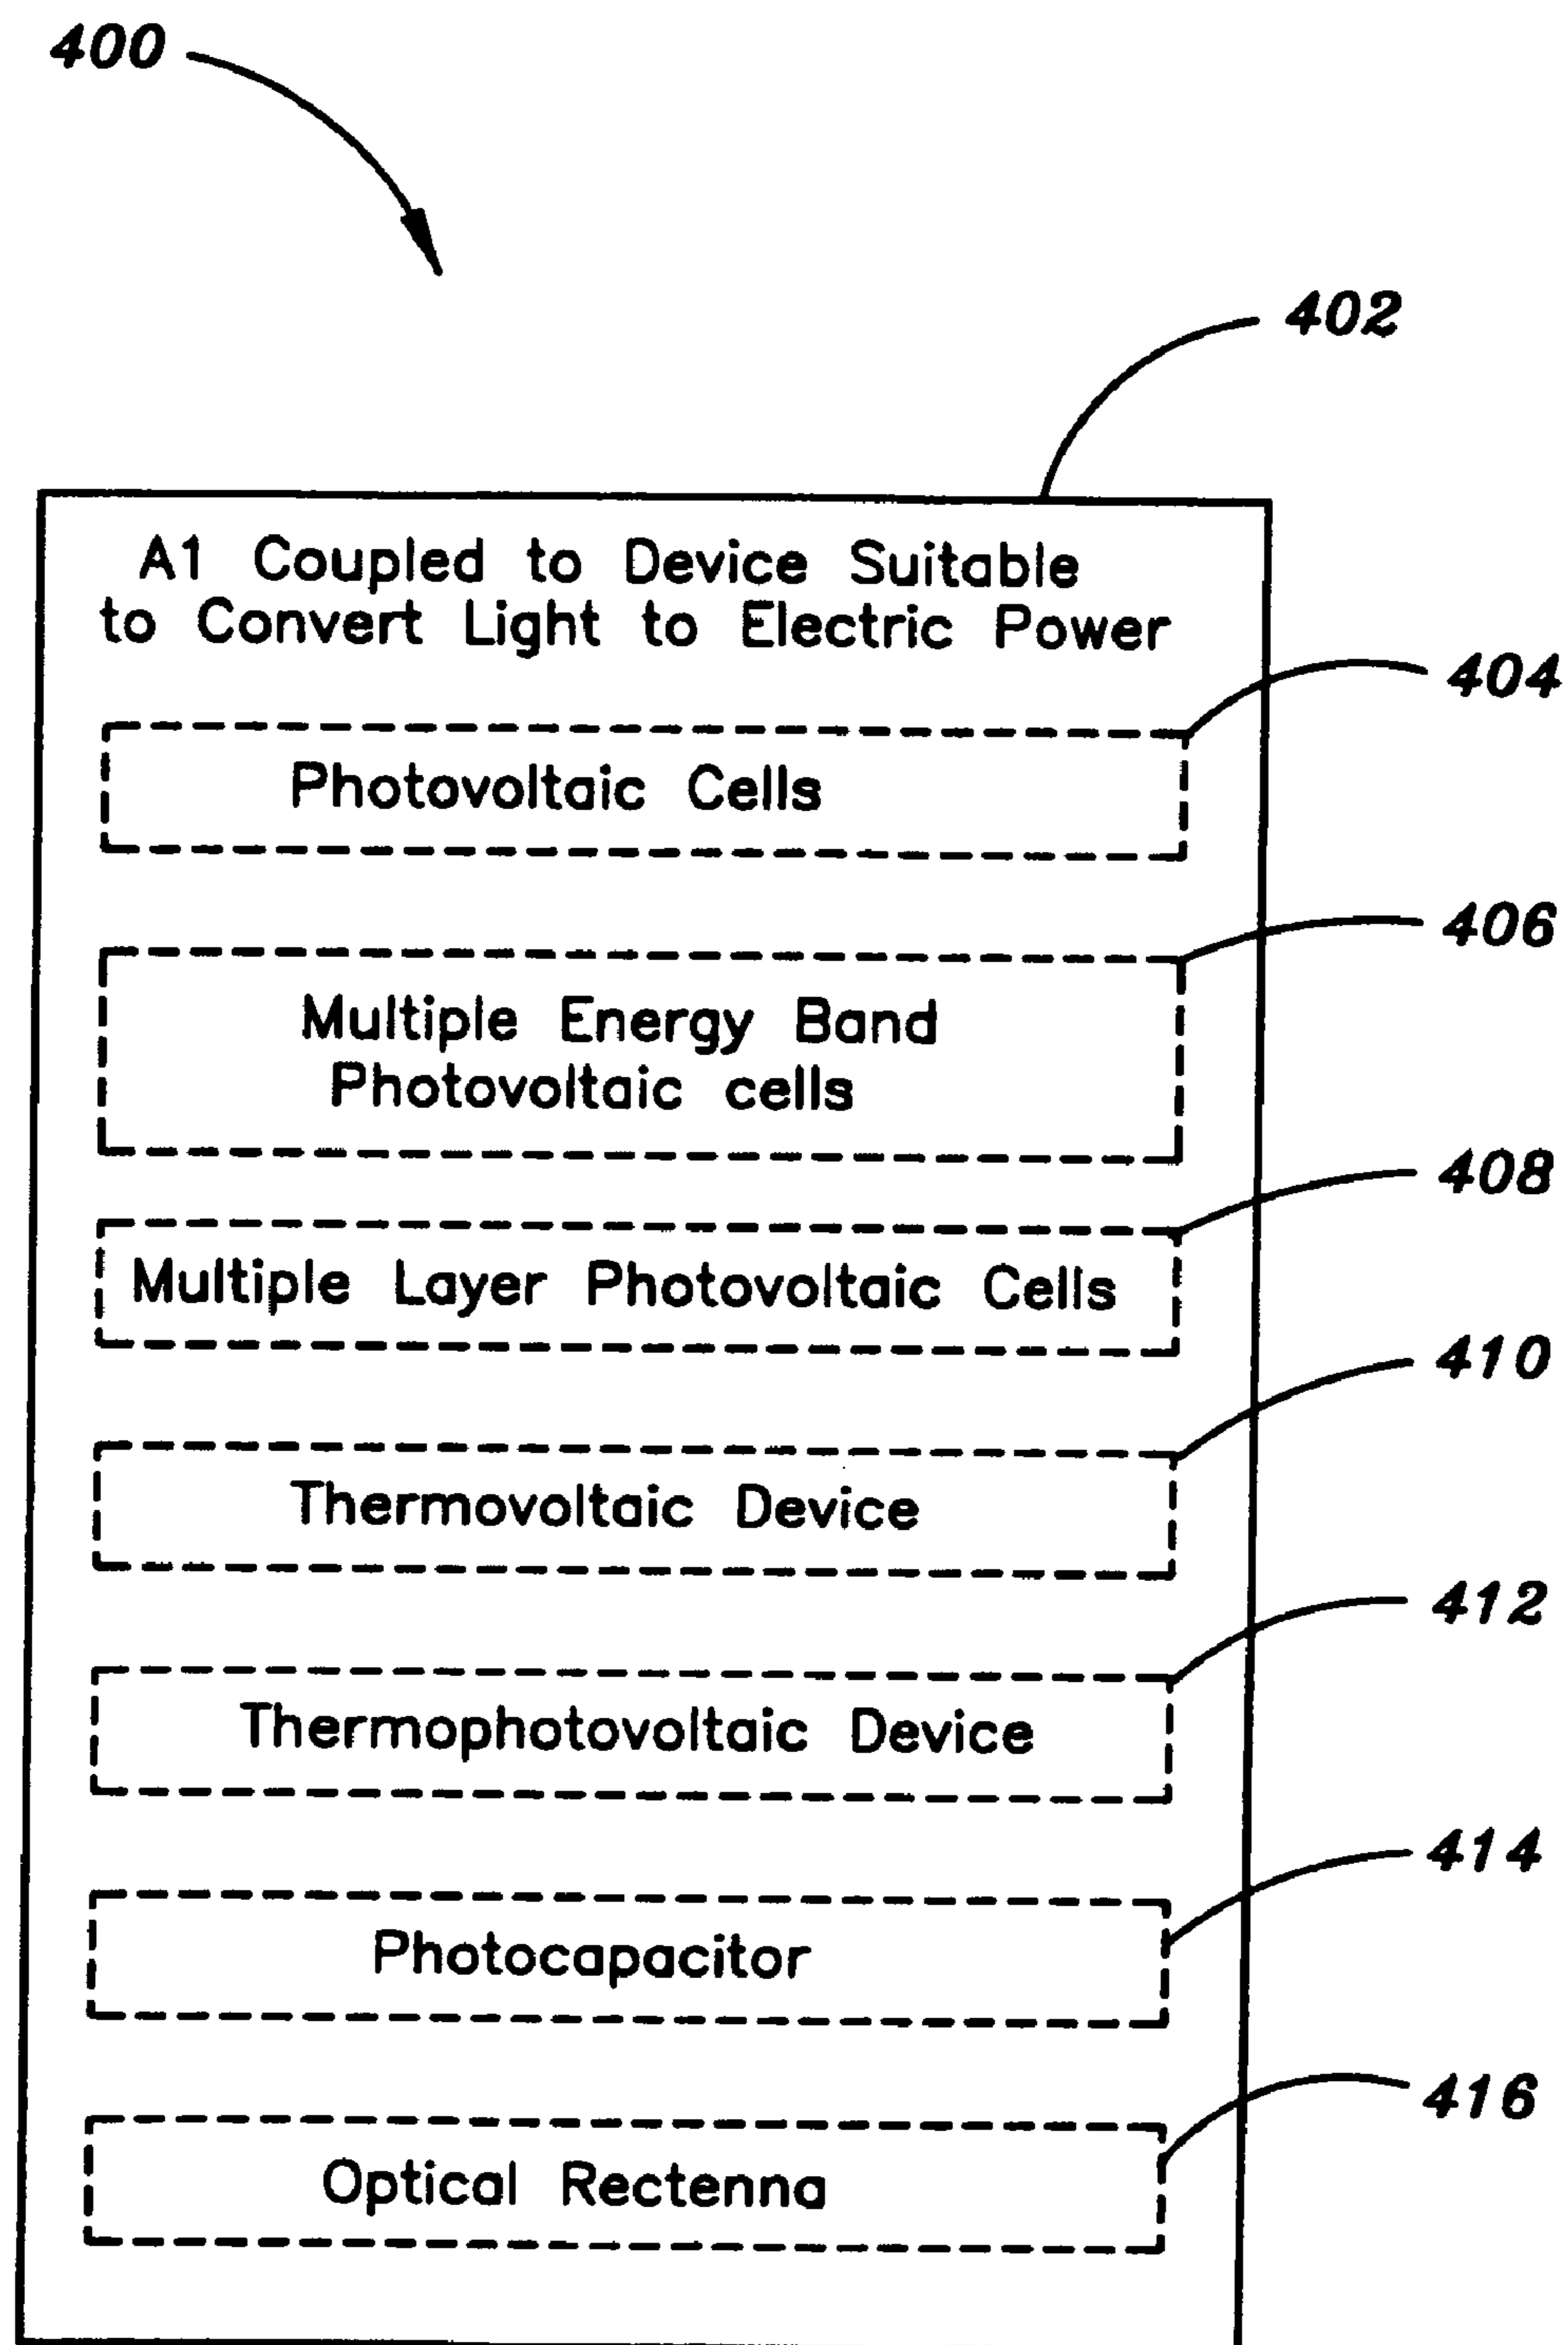 400
402
A1 Coupled to Device Suitable
to Convert Light to Electric Power
404
Photovoltaic Cells
406
Multiple Energy Band
Photovoltaic cells
408
Multiple Layer Photovoltaic Cells
410
Thermovoltaic Device
412
Thermophotovoltaic Device
414
Photocapacitor
416
Optical Rectenna